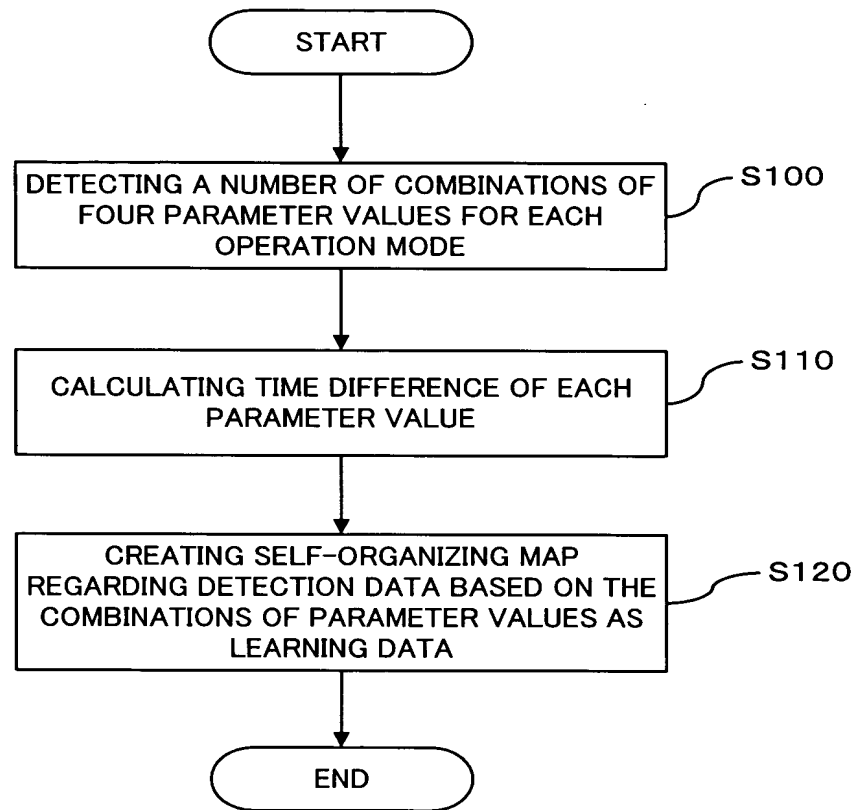 START
DETECTING A NUMBER OF COMBINATIONS OF
FOUR PARAMETER VALUES FOR EACH
OPERATION MODE
S100
CALCULATING TIME DIFFERENCE OF EACH
PARAMETER VALUE
S110
CREATING SELF-ORGANIZING MAP
REGARDING DETECTION DATA BASED ON THE
COMBINATIONS OF PARAMETER VALUES AS
LEARNING DATA
S120
END